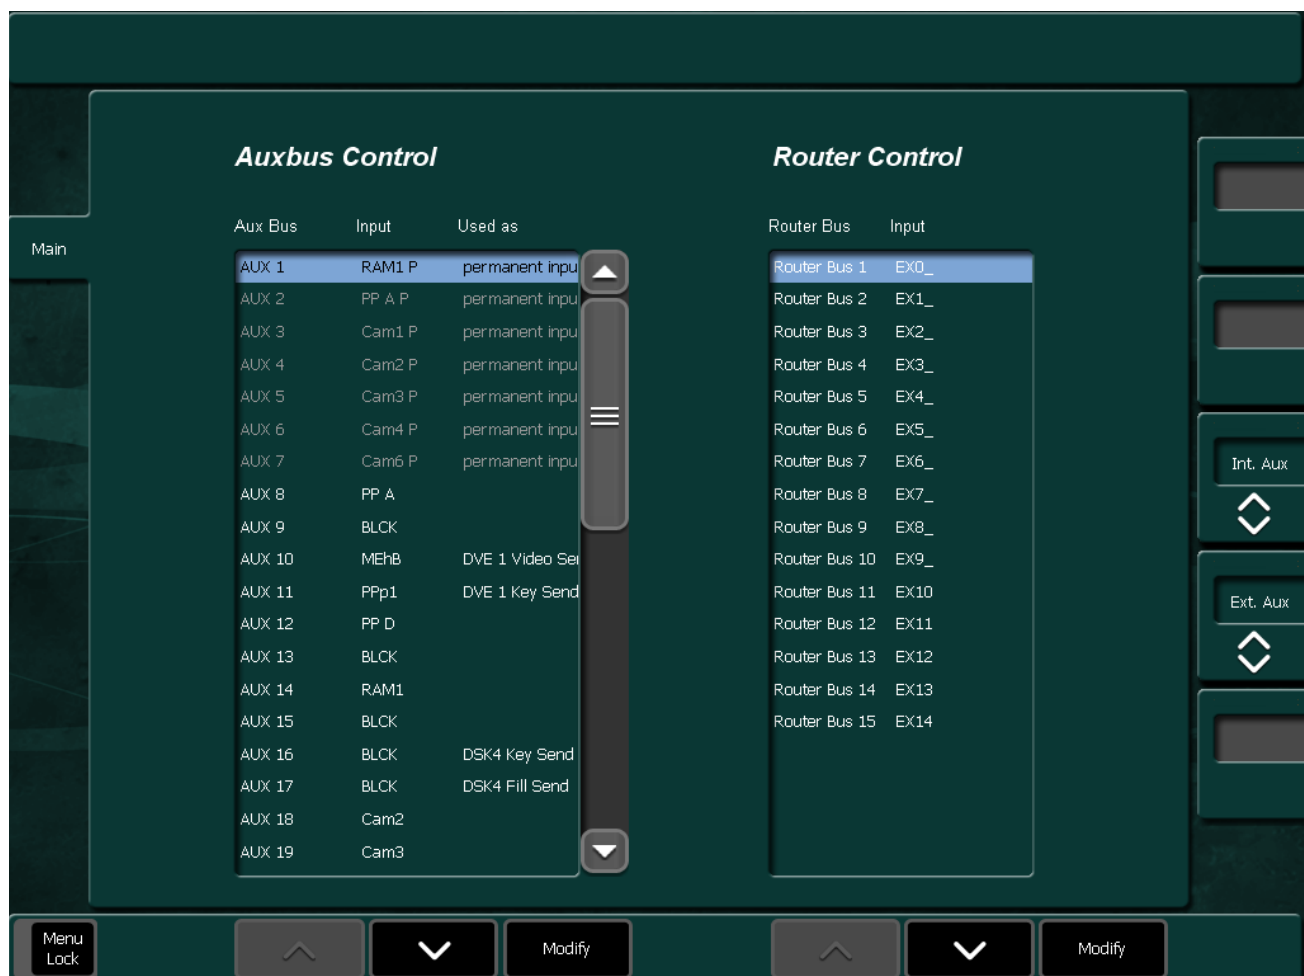 Auxbus Control Router Control
Aux Bus Input Used as Router Bus Input
Main
AUX 1 RAM1 P permanent inpu Router Bus 1 EX0_
AUX 2 PP A P permanent inpu Router Bus 2 EX1_
AUX 3 Cam1 P permanent inpu Router Bus 3 EX2_
AUX 4 Cam2 P permanent inpu Router Bus 4 EX3_
AUX 5 Cam3 P permanent inpu Router Bus 5 EX4_
AUX 6 Cam4 P permanent inpu Router Bus 6 EX5_
AUX 7 Cam6 P permanent inpu Router Bus 7 EX6_ Int. Aux
AUX 8 PP A Router Bus 8 EX7_
AUX 9 BLCK Router Bus 9 EX8_
AUX 10 MEhB DVE 1 Video Sen Router Bus 10 EX9_
AUX 11 PPp1 DVE 1 Key Send Router Bus 11 EX10 Ext. Aux
AUX 12 PP D Router Bus 12 EX11
AUX 13 BLCK Router Bus 13 EX12
AUX 14 RAM1 Router Bus 14 EX13
AUX 15 BLCK Router Bus 15 EX14
AUX 16 BLCK DSK4 Key Send
AUX 17 BLCK DSK4 Fill Send
AUX 18 Cam2
AUX 19 Cam3
Menu Lock Modify Modify